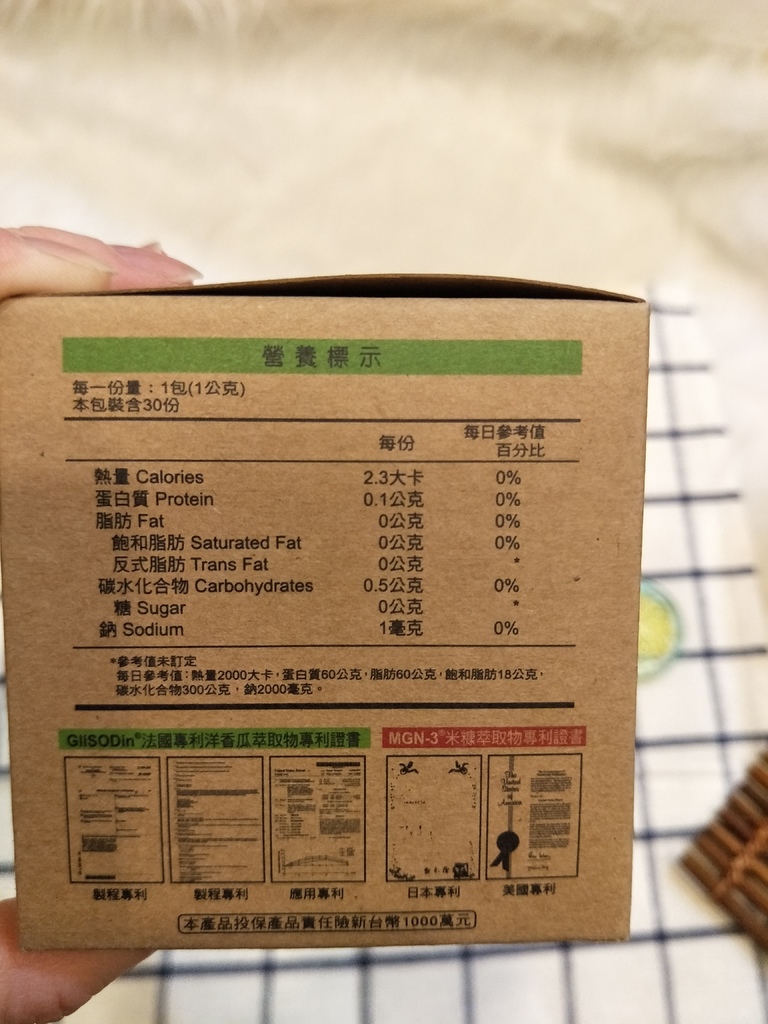 營養標示
每一份量：1包(1公克)
本包裝含30份
每份 每日參考值百分比
熱量 Calories 2.3大卡 0%
蛋白質 Protein 0.1公克 0%
脂肪 Fat 0公克 0%
飽和脂肪 Saturated Fat 0公克 0%
反式脂肪 Trans Fat 0公克 *
碳水化合物 Carbohydrates 0.5公克 0%
糖 Sugar 0公克 *
鈉 Sodium 1毫克 0%
*參考值未訂定
每日參考值:熱量2000大卡，蛋白質60公克，脂肪60公克，飽和脂肪18公克，
碳水化合物300公克，鈉2000毫克。
GliSODin®法國專利洋香瓜萃取物專利證書 MGN-3®米糠萃取物專利證書
The United States of America
製程專利 製程專利 應用專利 日本專利 美國專利
本產品投保產品責任險新台幣1000萬元